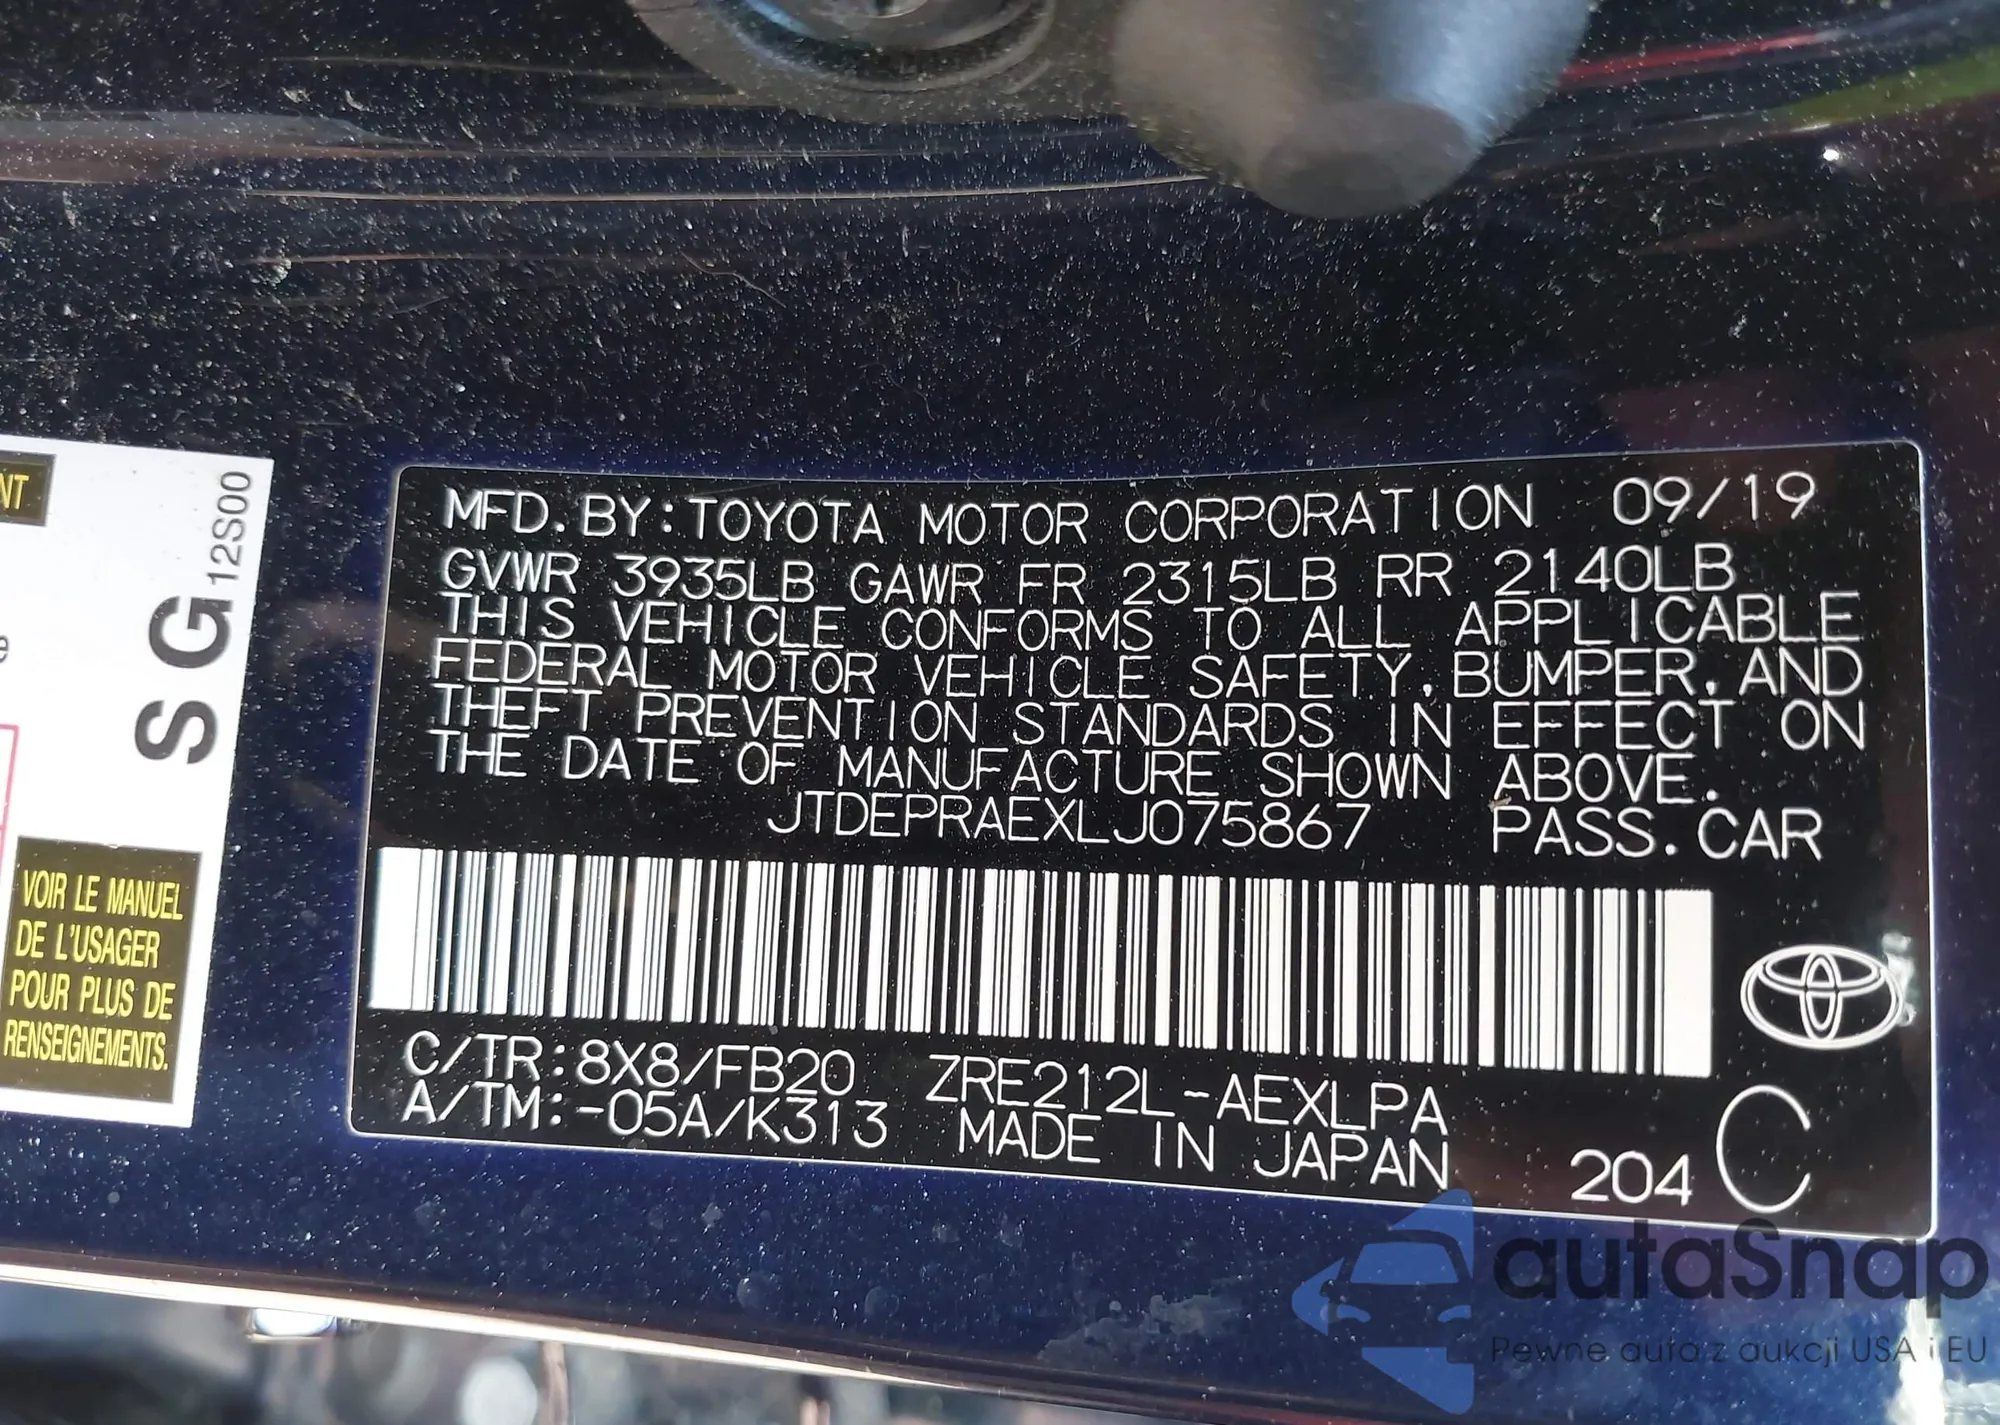 MFD. BY: TOYOTA MOTOR CORPORATION 09/19
GVWR 3935LB GAWR FR 2315LB RR 2140LB
THIS VEHICLE CONFORMS TO ALL APPLICABLE
FEDERAL MOTOR VEHICLE SAFETY, BUMPER, AND
THEFT PREVENTION STANDARDS IN EFFECT ON
THE DATE OF MANUFACTURE SHOWN ABOVE.
JTDEPRAEXLJ075867 PASS. CAR
C/TR: 8X8/FB20 ZRE212L-AEXLPA
A/TM: -05A/K313 MADE IN JAPAN 204 C
NT
e
SG 12S00
VOIR LE MANUEL
DE L'USAGER
POUR PLUS DE
RENSEIGNEMENTS.
autaSnap
Pewne auta z aukcji USA i EU